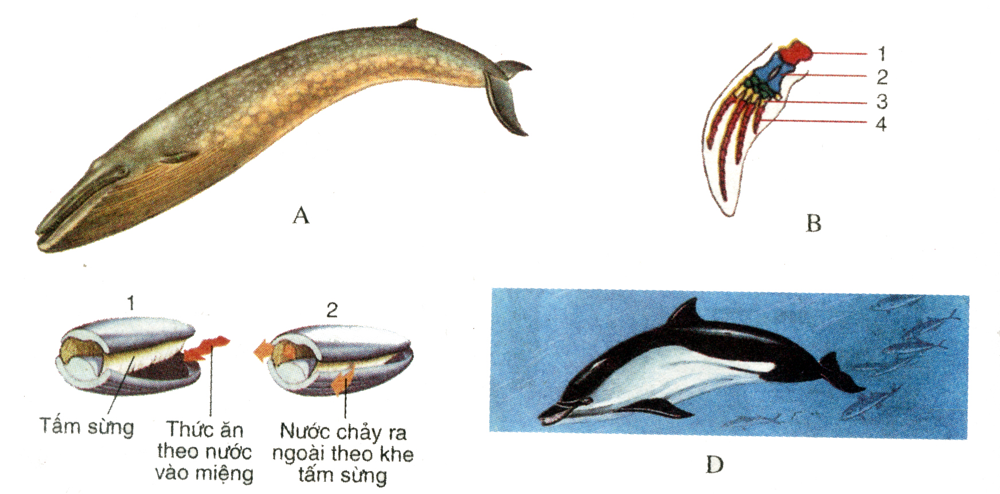 A
1
2
3
4
B
1
2
Tấm sừng
Thức ăn
theo nước
vào miệng
Nước chảy ra
ngoài theo khe
tấm sừng
D